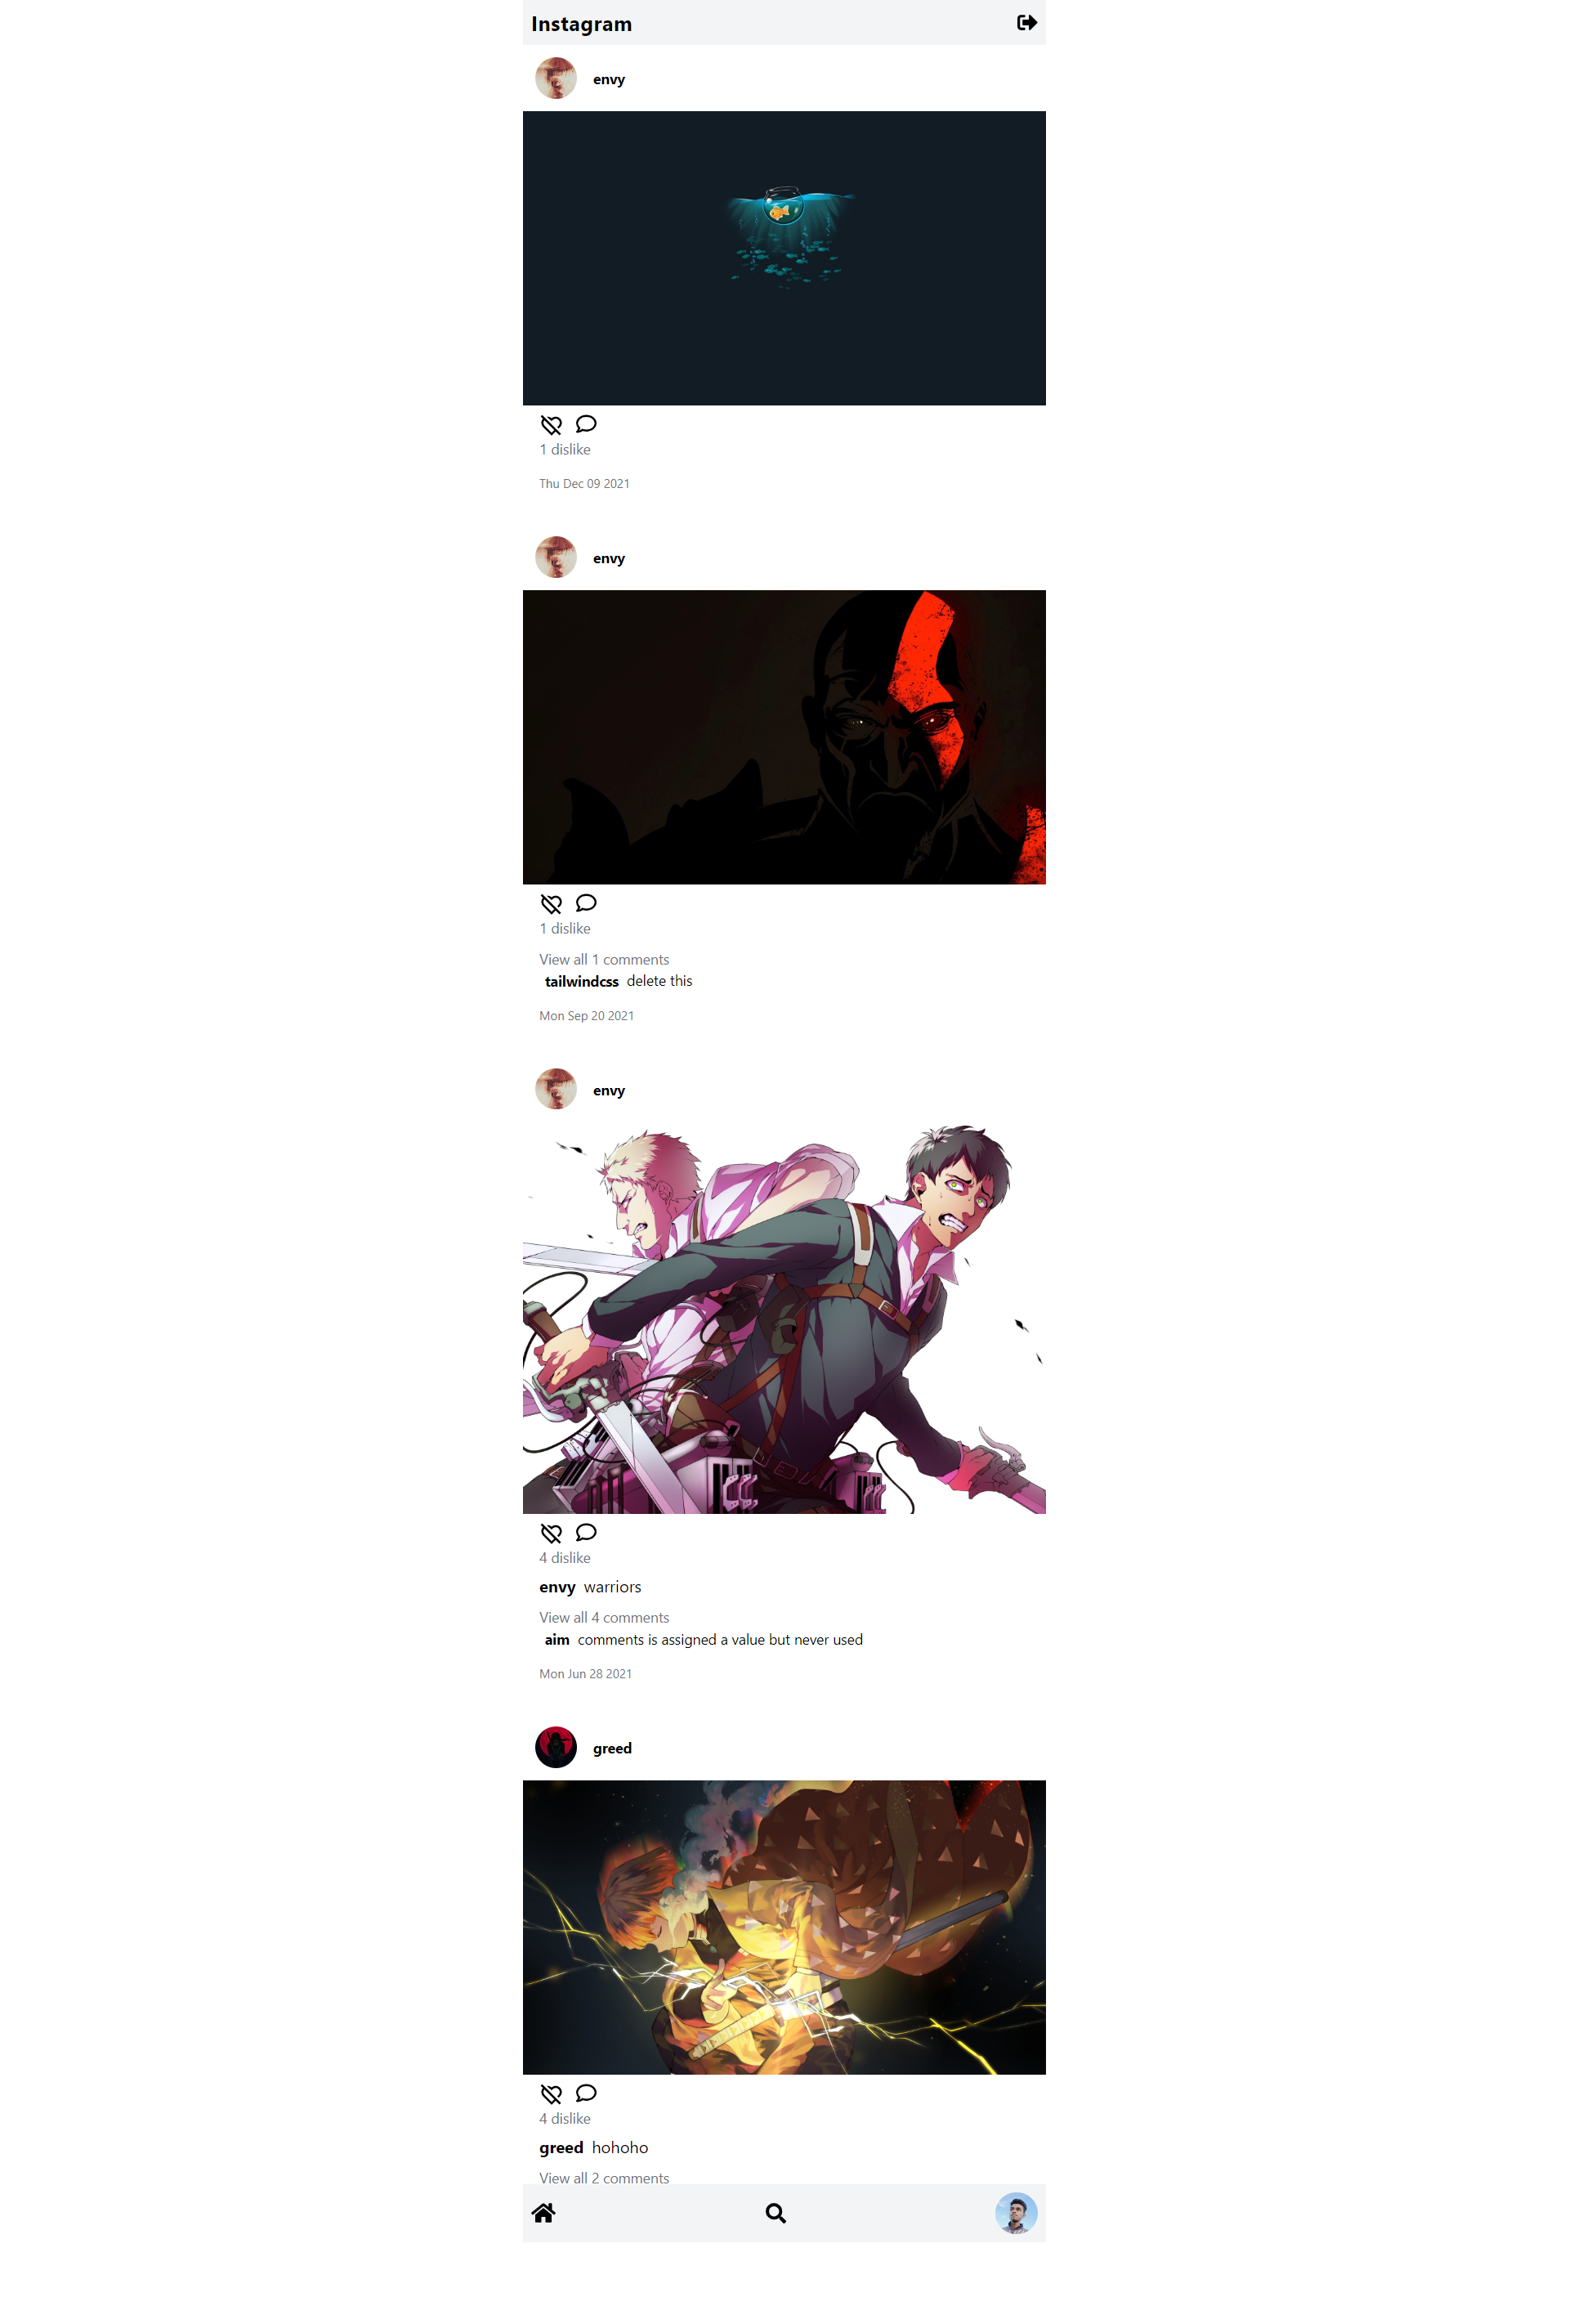 Instagram
envy
1 dislike
Thu Dec 09 2021
envy
1 dislike
View all 1 comments
tailwindcss delete this
Mon Sep 20 2021
envy
4 dislike
envy warriors
View all 4 comments
aim comments is assigned a value but never used
Mon Jun 28 2021
greed
4 dislike
greed hohoho
View all 2 comments